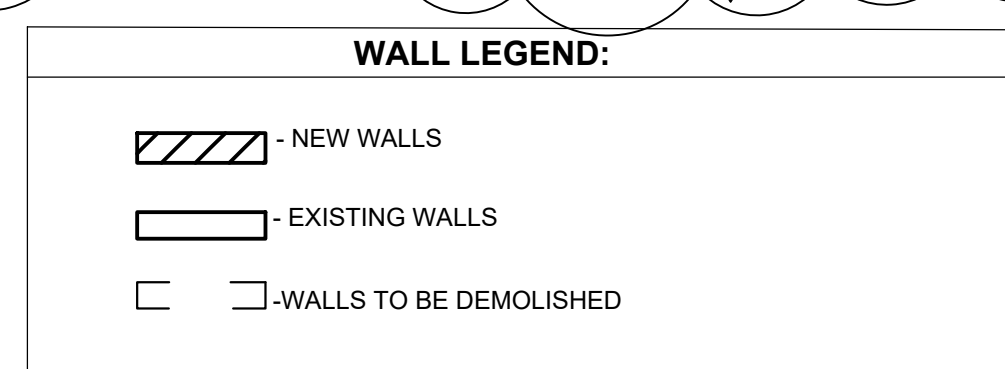 WALL LEGEND:
- NEW WALLS
- EXISTING WALLS
-WALLS TO BE DEMOLISHED